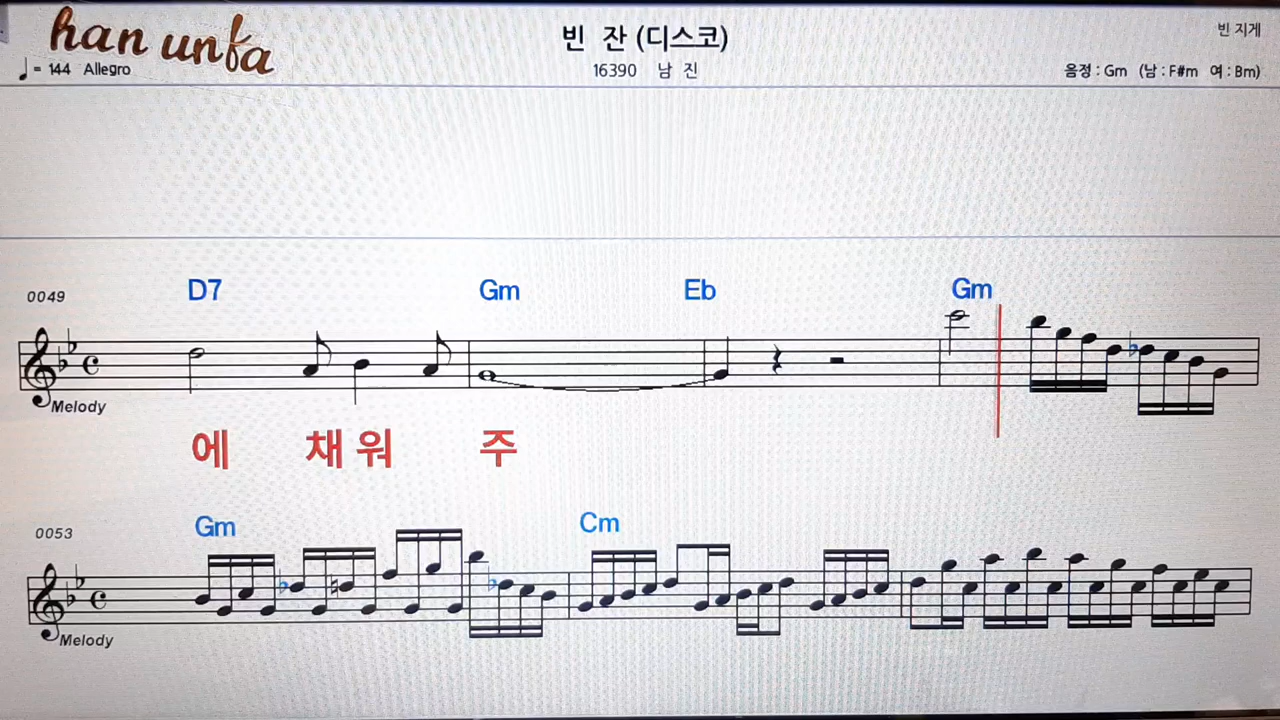 han unfa
빈 잔 (디스코)
빈 지게
♩ = 144 Allegro
16390 남 진
음정 : Gm (남 : F#m 여 : Bm)
D7 Gm Eb Gm
0049
Melody
에 채 워 주
Gm Cm
0053
Melody